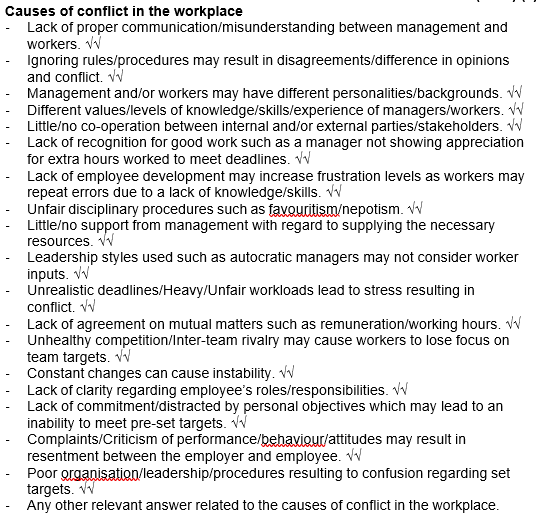 Causes of conflict in the workplace
- Lack of proper communication/misunderstanding between management and
workers. √√
- Ignoring rules/procedures may result in disagreements/difference in opinions
and conflict. √√
- Management and/or workers may have different personalities/backgrounds. √√
- Different values/levels of knowledge/skills/experience of managers/workers. √√
- Little/no co-operation between internal and/or external parties/stakeholders. √√
- Lack of recognition for good work such as a manager not showing appreciation
for extra hours worked to meet deadlines. √√
- Lack of employee development may increase frustration levels as workers may
repeat errors due to a lack of knowledge/skills. √√
- Unfair disciplinary procedures such as favouritism/nepotism. √√
- Little/no support from management with regard to supplying the necessary
resources. √√
- Leadership styles used such as autocratic managers may not consider worker
inputs. √√
- Unrealistic deadlines/Heavy/Unfair workloads lead to stress resulting in
conflict. √√
- Lack of agreement on mutual matters such as remuneration/working hours. √√
- Unhealthy competition/Inter-team rivalry may cause workers to lose focus on
team targets. √√
- Constant changes can cause instability. √√
- Lack of clarity regarding employee's roles/responsibilities. √√
- Lack of commitment/distracted by personal objectives which may lead to an
inability to meet pre-set targets. √√
- Complaints/Criticism of performance/behaviour/attitudes may result in
resentment between the employer and employee. √√
- Poor organisation/leadership/procedures resulting to confusion regarding set
targets. √√
- Any other relevant answer related to the causes of conflict in the workplace.